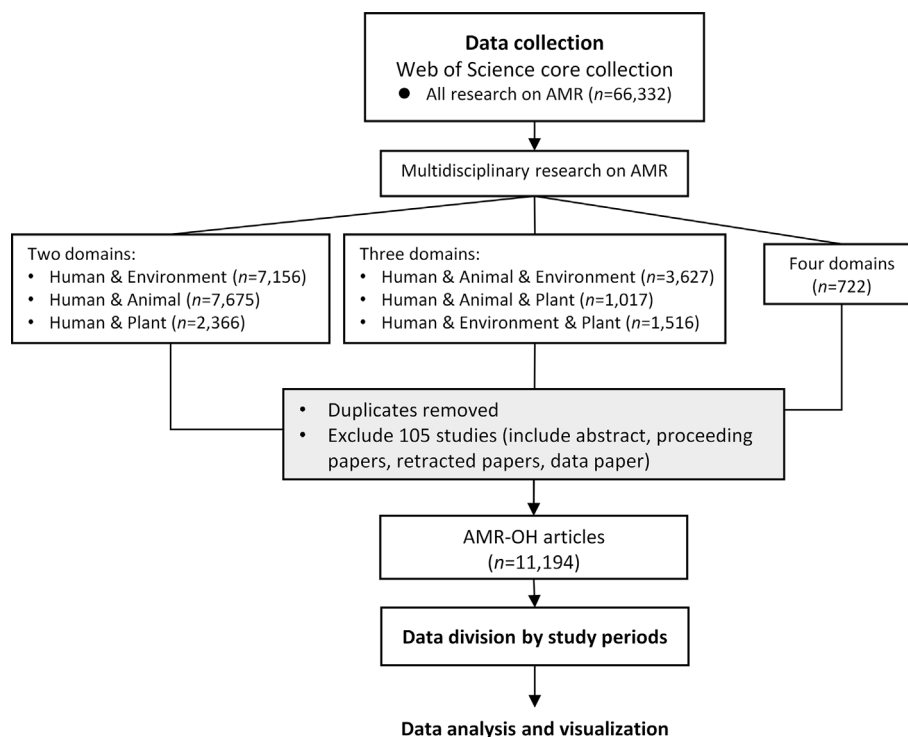 Data collection
Web of Science core collection
● All research on AMR (n=66,332)
Multidisciplinary research on AMR
Two domains:
• Human & Environment (n=7,156)
• Human & Animal (n=7,675)
• Human & Plant (n=2,366)
Three domains:
• Human & Animal & Environment (n=3,627)
• Human & Animal & Plant (n=1,017)
• Human & Environment & Plant (n=1,516)
Four domains
(n=722)
• Duplicates removed
• Exclude 105 studies (include abstract, proceeding
papers, retracted papers, data paper)
AMR-OH articles
(n=11,194)
Data division by study periods
Data analysis and visualization